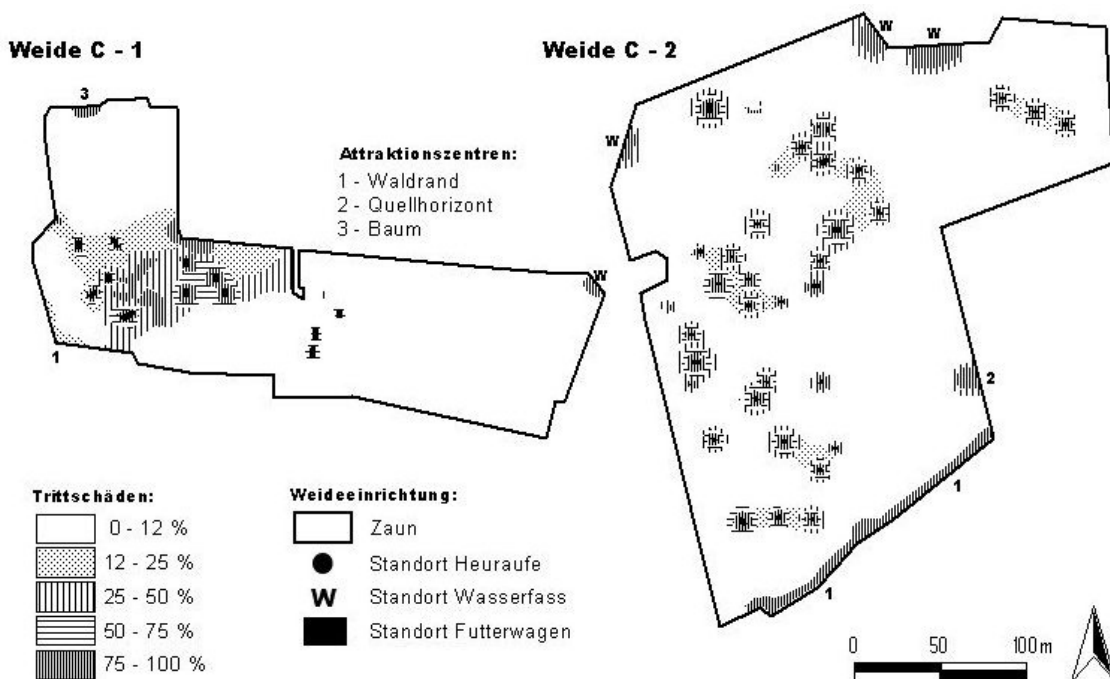 Weide C - 1
3
W
1
Attraktionszentren:
1 - Waldrand
2 - Quellhorizont
3 - Baum
Weide C - 2
W
W
W
2
1
1
Trittschäden:
0 - 12 %
12 - 25 %
25 - 50 %
50 - 75 %
75 - 100 %
Weideeinrichtung:
Zaun
Standort Heuraufe
W Standort Wasserfass
Standort Futterwagen
0 50 100 m